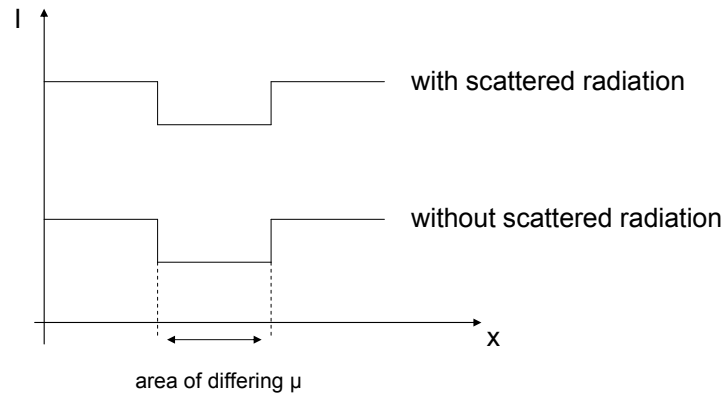 I
with scattered radiation
without scattered radiation
x
area of differing µ